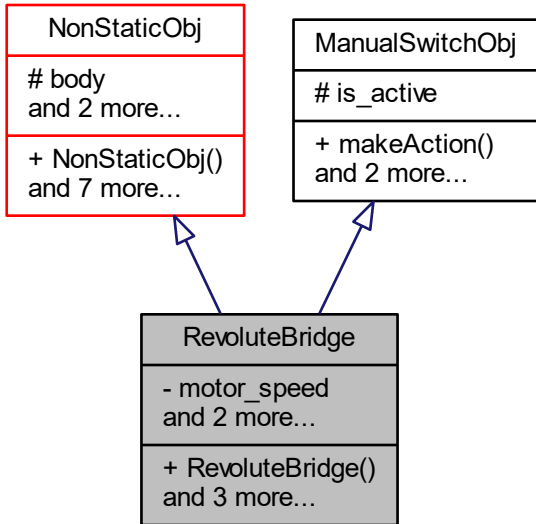 NonStaticObj
# body
and 2 more...
+ NonStaticObj()
and 7 more...
ManualSwitchObj
# is_active
+ makeAction()
and 2 more...
RevoluteBridge
- motor_speed
and 2 more...
+ RevoluteBridge()
and 3 more...